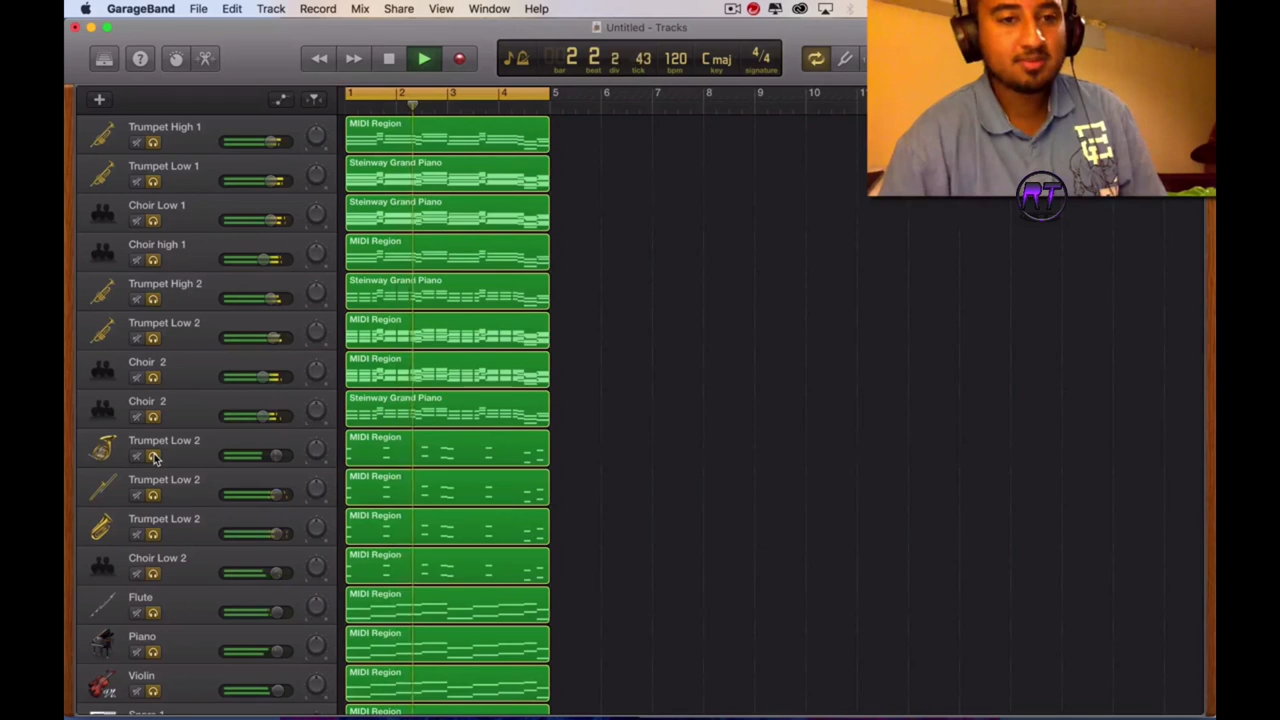 GarageBand File Edit Track Record Mix Share View Window Help
Untitled - Tracks
2 2 2 43 120 C maj 4/4
bar beat div tick bpm key signature
1 2 3 4 5 6 7 8 9 10
Trumpet High 1 MIDI Region
Trumpet Low 1 Steinway Grand Piano
Choir Low 1 Steinway Grand Piano
Choir high 1 MIDI Region
Trumpet High 2 Steinway Grand Piano
Trumpet Low 2 MIDI Region
Choir 2 MIDI Region
Choir 2 Steinway Grand Piano
Trumpet Low 2 MIDI Region
Trumpet Low 2 MIDI Region
Trumpet Low 2 MIDI Region
Choir Low 2 MIDI Region
Flute MIDI Region
Piano MIDI Region
Violin MIDI Region
MIDI Region
RT